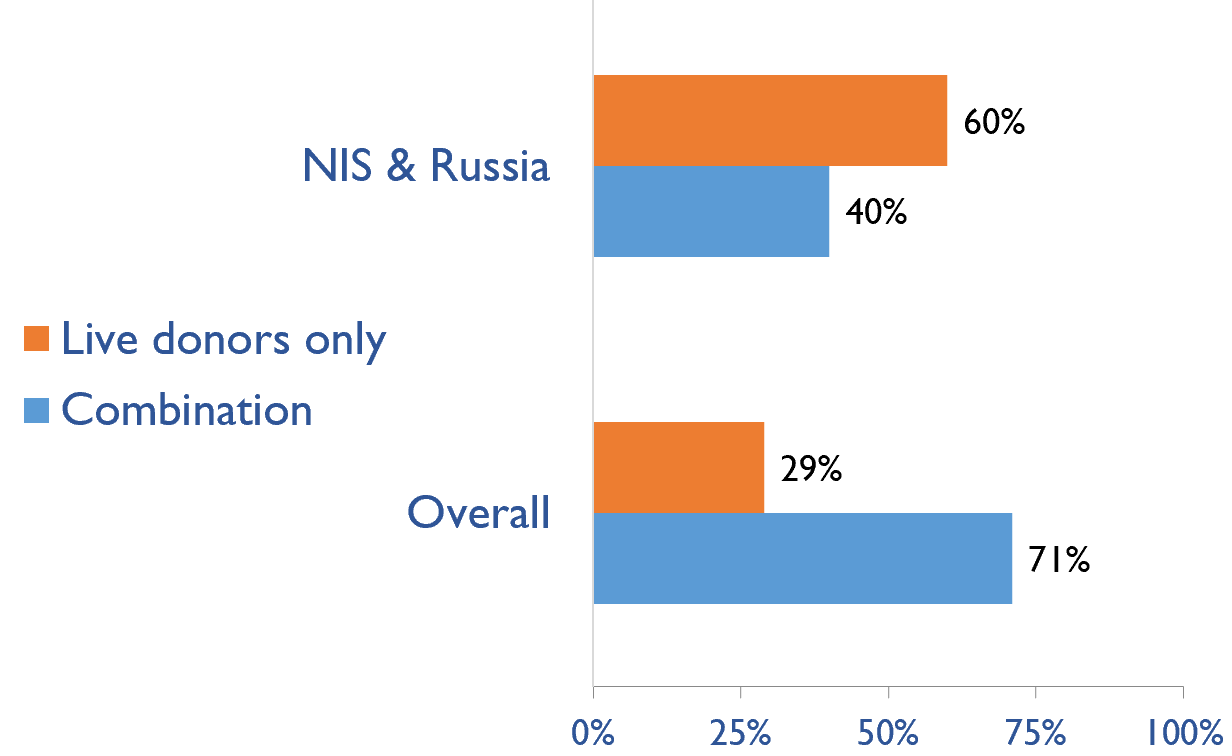 60%
NIS & Russia
40%
Live donors only
Combination
29%
Overall
71%
0% 25% 50% 75% 100%